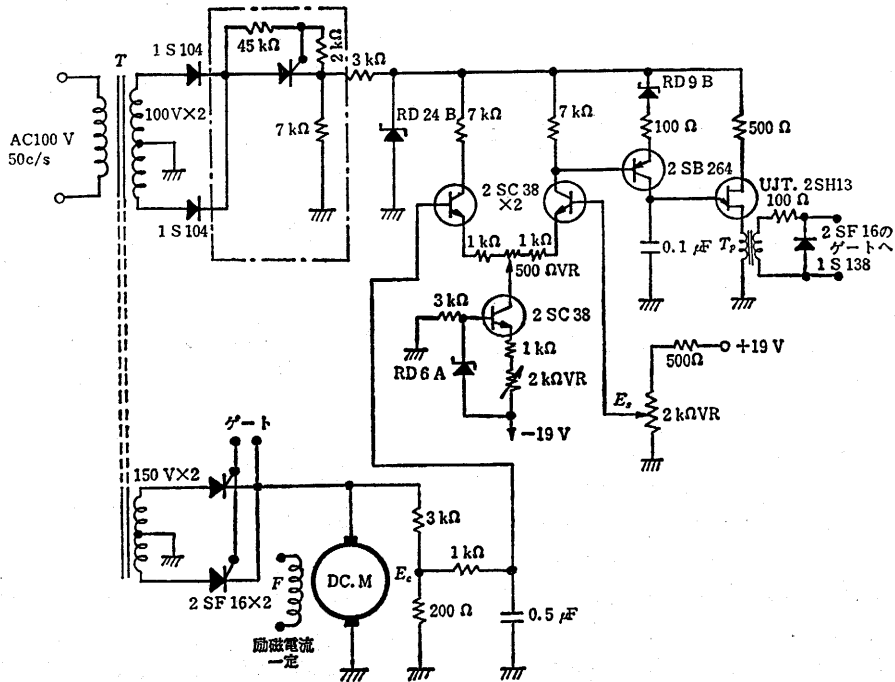 T
1 S 104
45 kΩ
2 kΩ
3 kΩ
AC100 V
50c/s
100V×2
7 kΩ
1 S 104
RD 24 B
7 kΩ
7 kΩ
RD 9 B
100 Ω
500 Ω
2 SB 264
UJT. 2SH13
100 Ω
2 SC 38
×2
1 kΩ
1 kΩ
500 ΩVR
0.1 μF
Tp
2 SF 16の
ゲートへ
1 S 138
3 kΩ
2 SC 38
1 kΩ
RD 6 A
2 kΩVR
−19 V
500Ω
+19 V
Es
2 kΩVR
ゲート
150 V×2
2 SF 16×2
F
励磁電流
一定
DC. M
3 kΩ
1 kΩ
Ec
200 Ω
0.5 μF